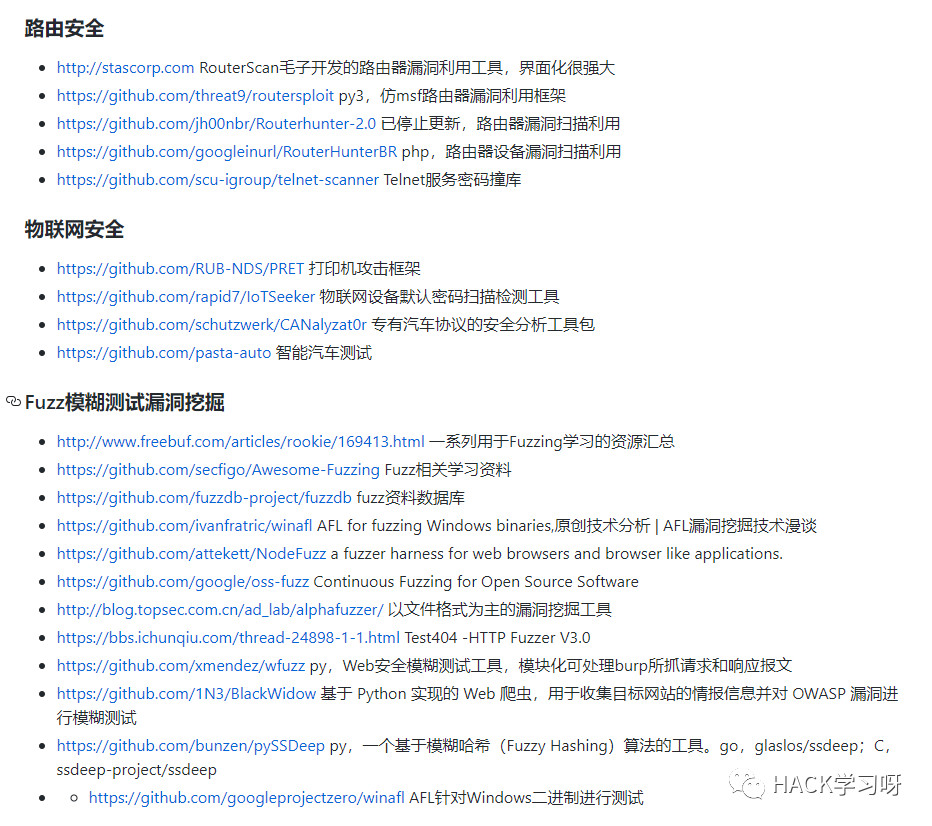 路由安全
http://stascorp.com RouterScan毛子开发的路由器漏洞利用工具，界面化很强大
https://github.com/threat9/routersploit py3，仿msf路由器漏洞利用框架
https://github.com/jh00nbr/Routerhunter-2.0 已停止更新，路由器漏洞扫描利用
https://github.com/googleinurl/RouterHunterBR php，路由器设备漏洞扫描利用
https://github.com/scu-igroup/telnet-scanner Telnet服务密码撞库
物联网安全
https://github.com/RUB-NDS/PRET 打印机攻击框架
https://github.com/rapid7/IoTSeeker 物联网设备默认密码扫描检测工具
https://github.com/schutzwerk/CANalyzat0r 专有汽车协议的安全分析工具包
https://github.com/pasta-auto 智能汽车测试
Fuzz模糊测试漏洞挖掘
http://www.freebuf.com/articles/rookie/169413.html 一系列用于Fuzzing学习的资源汇总
https://github.com/secfigo/Awesome-Fuzzing Fuzz相关学习资料
https://github.com/fuzzdb-project/fuzzdb fuzz资料数据库
https://github.com/ivanfratric/winafl AFL for fuzzing Windows binaries,原创技术分析 | AFL漏洞挖掘技术漫谈
https://github.com/attekett/NodeFuzz a fuzzer harness for web browsers and browser like applications.
https://github.com/google/oss-fuzz Continuous Fuzzing for Open Source Software
http://blog.topsec.com.cn/ad_lab/alphafuzzer/ 以文件格式为主的漏洞挖掘工具
https://bbs.ichunqiu.com/thread-24898-1-1.html Test404 -HTTP Fuzzer V3.0
https://github.com/xmendez/wfuzz py，Web安全模糊测试工具，模块化可处理burp所抓请求和响应报文
https://github.com/1N3/BlackWidow 基于 Python 实现的 Web 爬虫，用于收集目标网站的情报信息并对 OWASP 漏洞进
行模糊测试
https://github.com/bunzen/pySSDeep py，一个基于模糊哈希（Fuzzy Hashing）算法的工具。go，glaslos/ssdeep；C，
ssdeep-project/ssdeep
https://github.com/googleprojectzero/winafl AFL针对Windows二进制进行测试
HACK学习呀